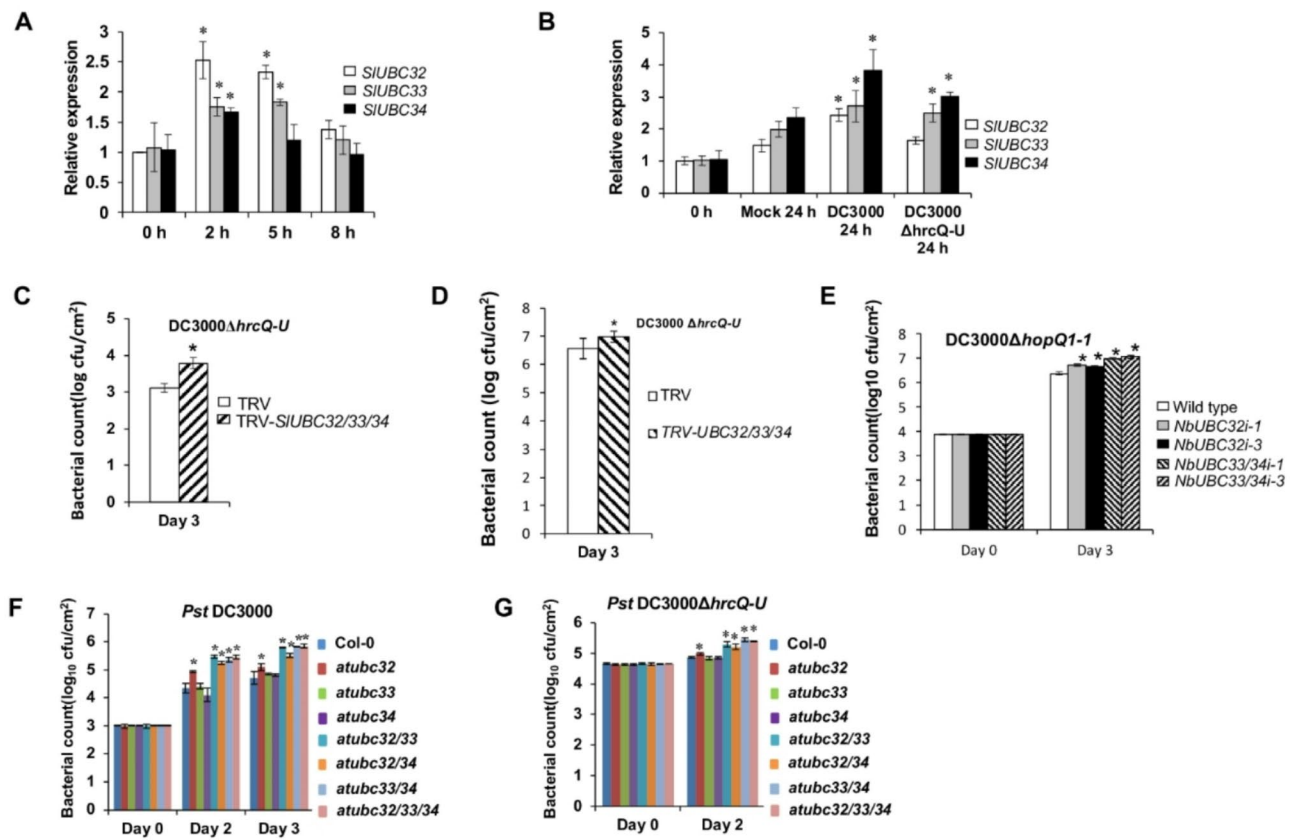 A
Relative expression
3
2.5
2
1.5
1
0.5
0
*
*
*
*
*
SlUBC32
SlUBC33
SlUBC34
0 h
2 h
5 h
8 h
B
Relative expression
5
4
3
2
1
0
*
*
*
*
*
SlUBC32
SlUBC33
SlUBC34
0 h
Mock 24 h
DC3000
24 h
DC3000
ΔhrcQ-U
24 h
C
Bacterial count(log cfu/cm²)
5
4
3
2
1
0
DC3000ΔhrcQ-U
*
TRV
TRV-SlUBC32/33/34
Day 3
D
Bacterial count (log cfu/cm²)
8
7
6
5
4
3
2
1
0
DC3000 ΔhrcQ-U
*
TRV
TRV-UBC32/33/34
Day 3
E
Bacterial count(log10 cfu/cm²)
8
7
6
5
4
3
2
1
0
DC3000ΔhopQ1-1
* * * *
Wild type
NbUBC32i-1
NbUBC32i-3
NbUBC33/34i-1
NbUBC33/34i-3
Day 0
Day 3
F
Pst DC3000
Bacterial count(log₁₀ cfu/cm²)
7
6
5
4
3
2
1
0
* * * * *
* * * * *
Col-0
atubc32
atubc33
atubc34
atubc32/33
atubc32/34
atubc33/34
atubc32/33/34
Day 0
Day 2
Day 3
G
Pst DC3000ΔhrcQ-U
Bacterial count(log₁₀ cfu/cm²)
6
5
4
3
2
1
0
* * * * *
Col-0
atubc32
atubc33
atubc34
atubc32/33
atubc32/34
atubc33/34
atubc32/33/34
Day 0
Day 2